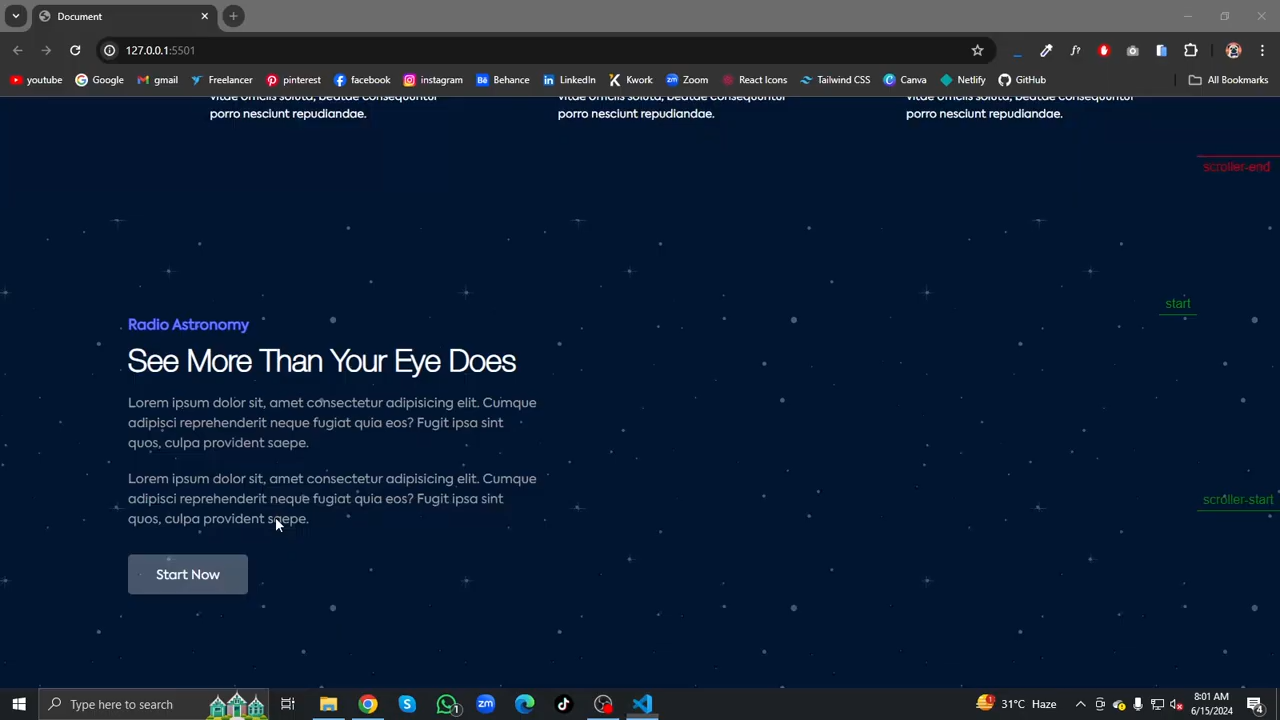 Document
127.0.0.1:5501
youtube
Google
gmail
Freelancer
pinterest
facebook
instagram
Behance
LinkedIn
Kwork
Zoom
React Icons
Tailwind CSS
Canva
Netlify
GitHub
All Bookmarks
porro nesciunt repudiandae.
porro nesciunt repudiandae.
porro nesciunt repudiandae.
scroller-end
start
Radio Astronomy
See More Than Your Eye Does
Lorem ipsum dolor sit, amet consectetur adipisicing elit. Cumque
adipisci reprehenderit neque fugiat quia eos? Fugit ipsa sint
quos, culpa provident saepe.
Lorem ipsum dolor sit, amet consectetur adipisicing elit. Cumque
adipisci reprehenderit neque fugiat quia eos? Fugit ipsa sint
quos, culpa provident saepe.
scroller-start
Start Now
Type here to search
31°C Haze
8:01 AM
6/15/2024